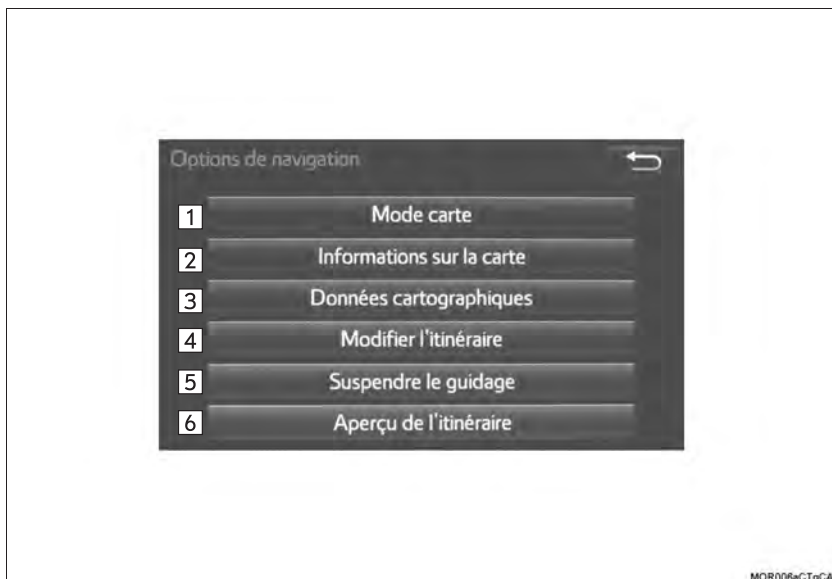 Options de navigation
1 Mode carte
2 Informations sur la carte
3 Données cartographiques
4 Modifier l'itinéraire
5 Suspendre le guidage
6 Aperçu de l'itinéraire